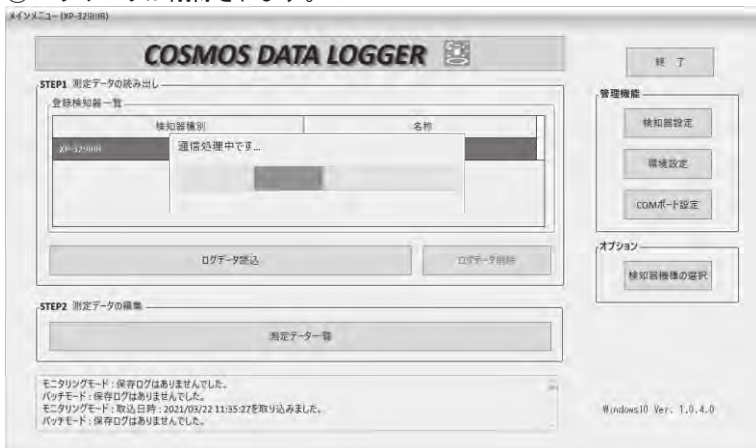 メインメニュー (XP-329IIIR)
COSMOS DATA LOGGER
終 了
STEP1 測定データの読み出し
登録検知器一覧
検知器種別 名称
XP-329IIIR
通信処理中です...
ログデータ読込 ログデータ削除
管理機能
検知器設定
環境設定
COMポート設定
オプション
検知器機種の選択
STEP2 測定データの編集
測定データ一覧
モニタリングモード : 保存ログはありませんでした。
バッチモード : 保存ログはありませんでした。
モニタリングモード : 取込日時 : 2021/03/22 11:35:27を取り込みました。
バッチモード : 保存ログはありませんでした。
Windows10 Ver. 1.0.4.0